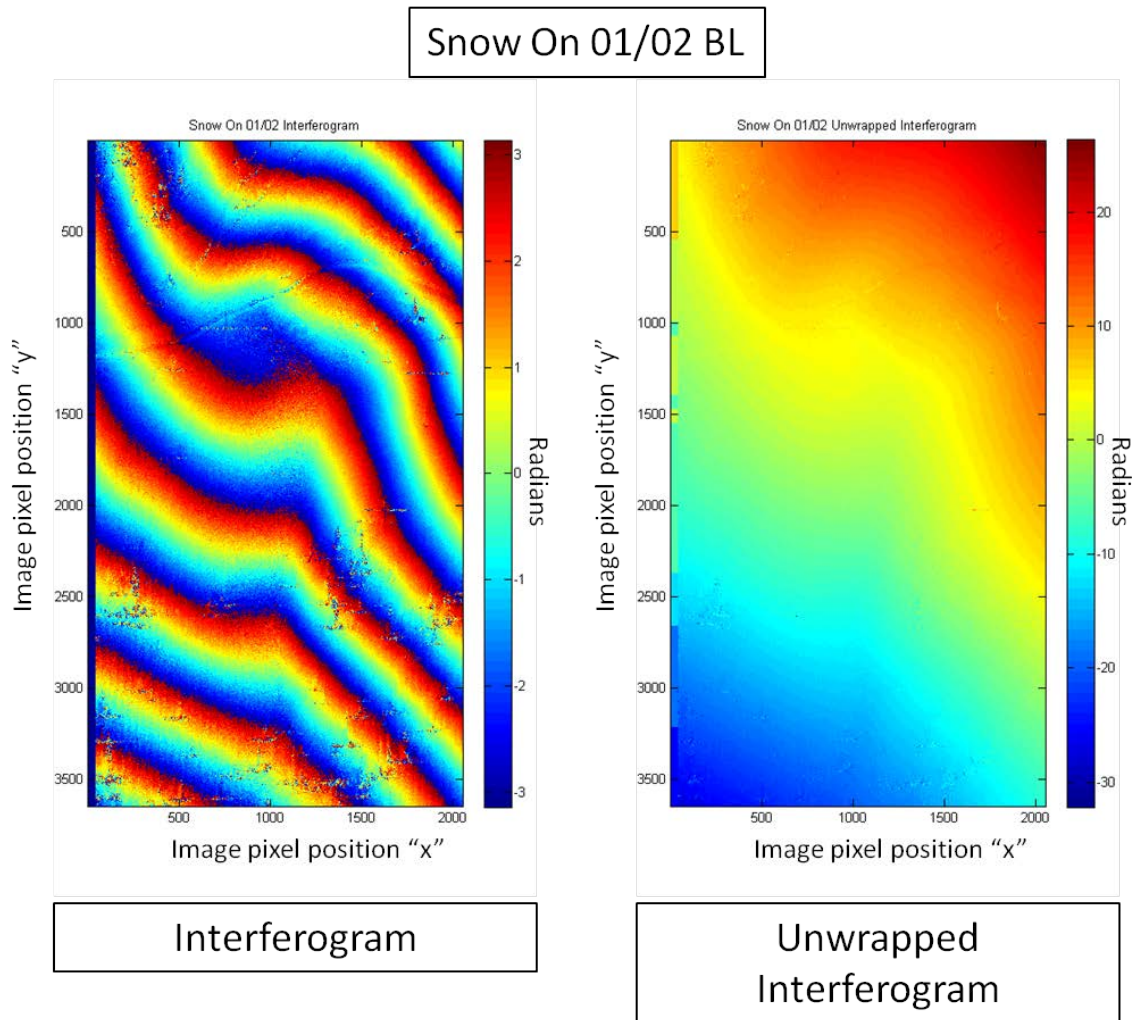 Snow On 01/02 BL
Snow On 01/02 Interferogram
Image pixel position “y”
500
1000
1500
2000
2500
3000
3500
500
1000
1500
2000
Image pixel position “x”
3
2
1
0
-1
-2
-3
Radians
Interferogram
Snow On 01/02 Unwrapped Interferogram
Image pixel position “y”
500
1000
1500
2000
2500
3000
3500
500
1000
1500
2000
Image pixel position “x”
20
10
0
-10
-20
-30
Radians
Unwrapped
Interferogram